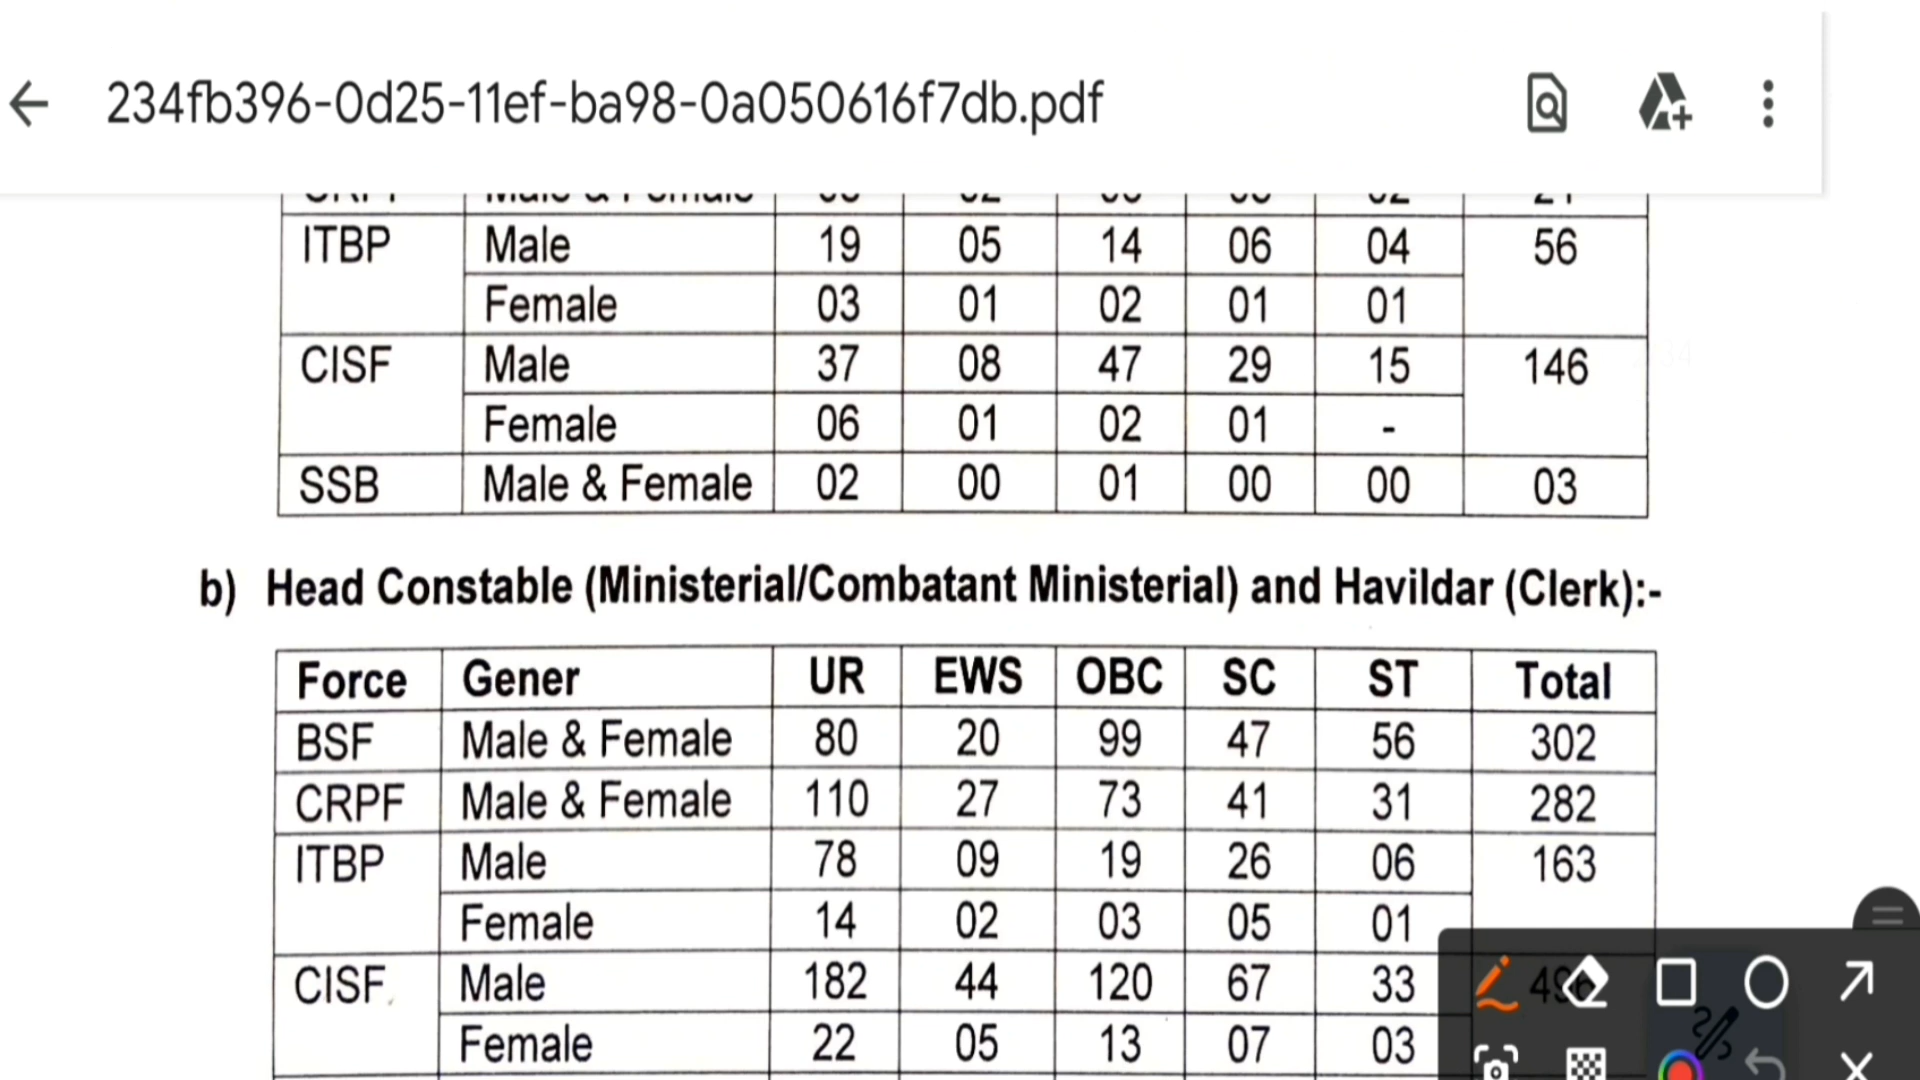 234fb396-0d25-11ef-ba98-0a050616f7db.pdf
ITBP Male 19 05 14 06 04 56
Female 03 01 02 01 01
CISF Male 37 08 47 29 15 146
Female 06 01 02 01 -
SSB Male & Female 02 00 01 00 00 03
b) Head Constable (Ministerial/Combatant Ministerial) and Havildar (Clerk):-
Force Gener UR EWS OBC SC ST Total
BSF Male & Female 80 20 99 47 56 302
CRPF Male & Female 110 27 73 41 31 282
ITBP Male 78 09 19 26 06 163
Female 14 02 03 05 01
CISF Male 182 44 120 67 33
Female 22 05 13 07 03